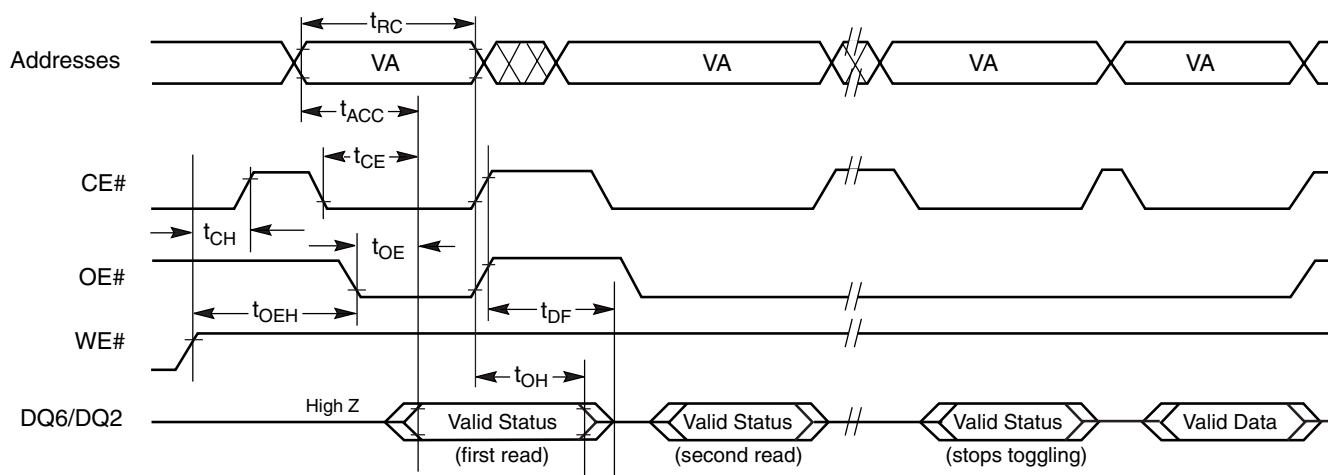 tRC
Addresses VA VA VA VA
tACC
tCE
CE#
tCH tOE
OE#
tOEH tDF
WE#
tOH
DQ6/DQ2 High Z Valid Status Valid Status Valid Status Valid Data
(first read) (second read) (stops toggling)